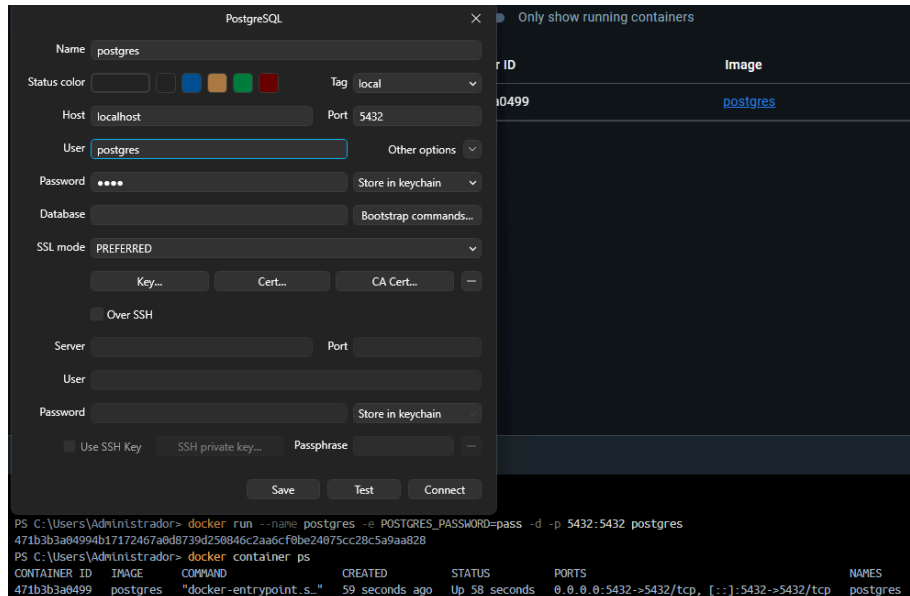 PostgreSQL
Only show running containers
Name postgres
r ID Image
Status color Tag local
a0499 postgres
Host localhost Port 5432
User postgres Other options
Password •••• Store in keychain
Database Bootstrap commands...
SSL mode PREFERRED
Key... Cert... CA Cert...
Over SSH
Server Port
User
Password Store in keychain
Use SSH Key SSH private key... Passphrase
Save Test Connect
PS C:\Users\Administrador> docker run --name postgres -e POSTGRES_PASSWORD=pass -d -p 5432:5432 postgres
471b3b3a04994b17172467a0d8739d250846c2aa6cf0be24075cc28c5a9aa828
PS C:\Users\Administrador> docker container ps
CONTAINER ID IMAGE COMMAND CREATED STATUS PORTS NAMES
471b3b3a0499 postgres "docker-entrypoint.s…" 59 seconds ago Up 58 seconds 0.0.0.0:5432->5432/tcp, [::]:5432->5432/tcp postgres